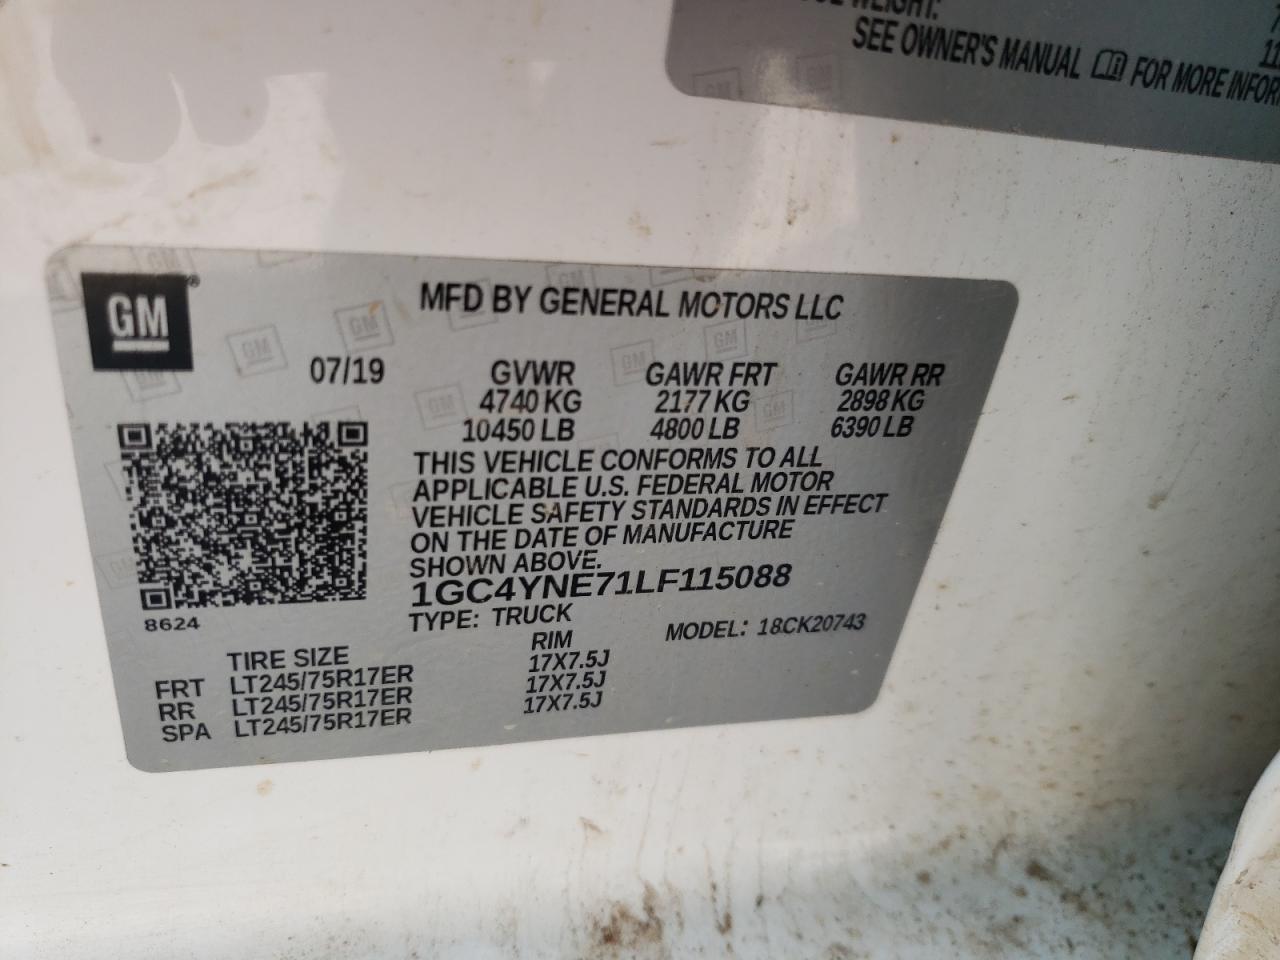 SEE OWNER'S MANUAL FOR MORE
GM
MFD BY GENERAL MOTORS LLC
07/19 GVWR GAWR FRT GAWR RR
4740 KG 2177 KG 2898 KG
10450 LB 4800 LB 6390 LB
THIS VEHICLE CONFORMS TO ALL
APPLICABLE U.S. FEDERAL MOTOR
VEHICLE SAFETY STANDARDS IN EFFECT
ON THE DATE OF MANUFACTURE
SHOWN ABOVE.
1GC4YNE71LF115088
8624
TYPE: TRUCK MODEL: 18.CK20743
TIRE SIZE RIM
FRT LT245/75R17ER 17X7.5J
RR LT245/75R17ER 17X7.5J
SPA LT245/75R17ER 17X7.5J